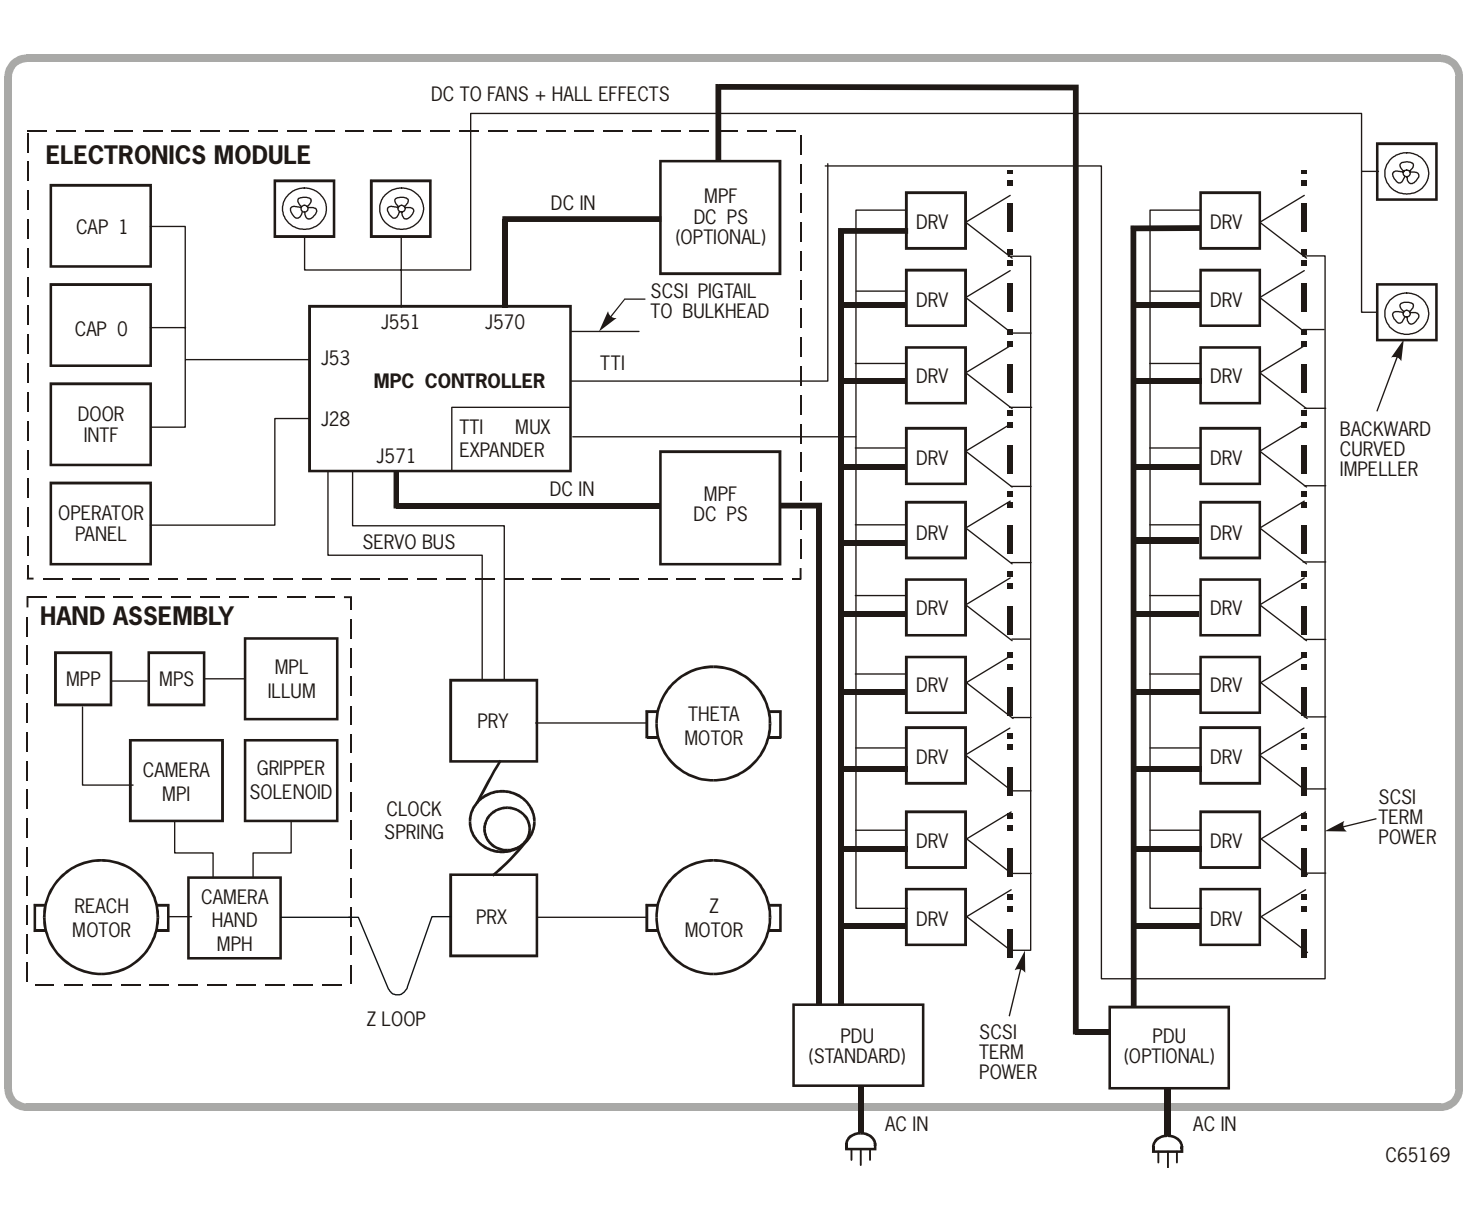 DC TO FANS + HALL EFFECTS
ELECTRONICS MODULE
CAP 1
CAP 0
DOOR
INTF
OPERATOR
PANEL
DC IN
MPF
DC PS
(OPTIONAL)
SCSI PIGTAIL
TO BULKHEAD
J551
J570
J53
MPC CONTROLLER
J28
TTI MUX
EXPANDER
J571
TTI
DC IN
MPF
DC PS
SERVO BUS
HAND ASSEMBLY
MPP
MPS
MPL
ILLUM
CAMERA
MPI
GRIPPER
SOLENOID
REACH
MOTOR
CAMERA
HAND
MPH
Z LOOP
PRY
THETA
MOTOR
CLOCK
SPRING
PRX
Z
MOTOR
DRV
DRV
DRV
DRV
DRV
DRV
DRV
DRV
DRV
DRV
SCSI
TERM
POWER
PDU
(STANDARD)
AC IN
DRV
DRV
DRV
DRV
DRV
DRV
DRV
DRV
DRV
DRV
BACKWARD
CURVED
IMPELLER
SCSI
TERM
POWER
PDU
(OPTIONAL)
AC IN
C65169